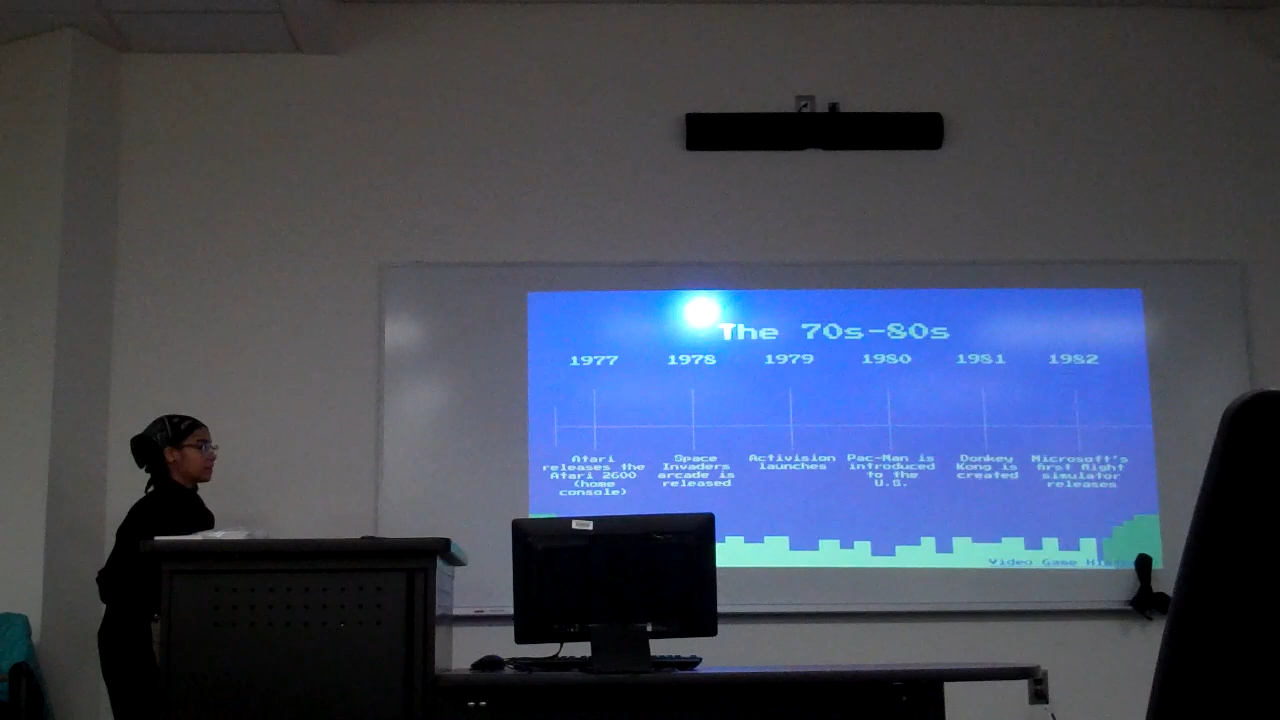 The 70s-80s
1977 1978 1979 1980 1981 1982
Atari
releases the
Atari 2600
(home
console)
Space
Invaders
arcade is
released
Activision
launches
Pac-Man is
introduced
to the
U.S.
Donkey
Kong is
created
Microsoft's
first flight
simulator
releases
Video Game